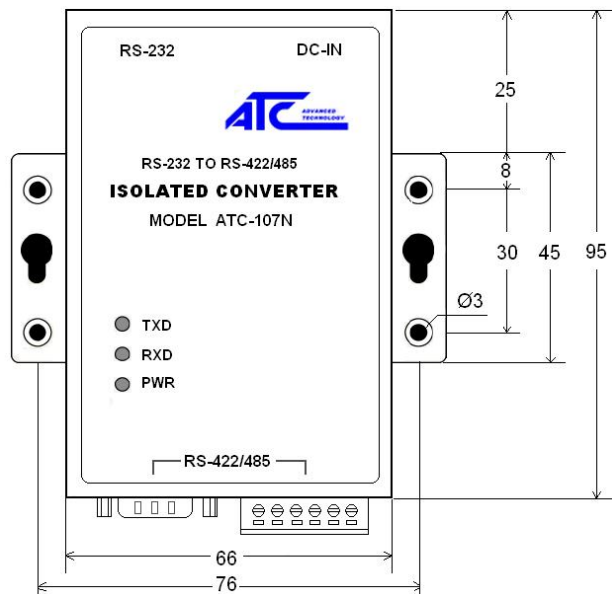 RS-232 DC-IN
ATC ADVANCED TECHNOLOGY
RS-232 TO RS-422/485
ISOLATED CONVERTER
MODEL ATC-107N
TXD
RXD
PWR
RS-422/485
25
8
30
45
95
Ø3
66
76